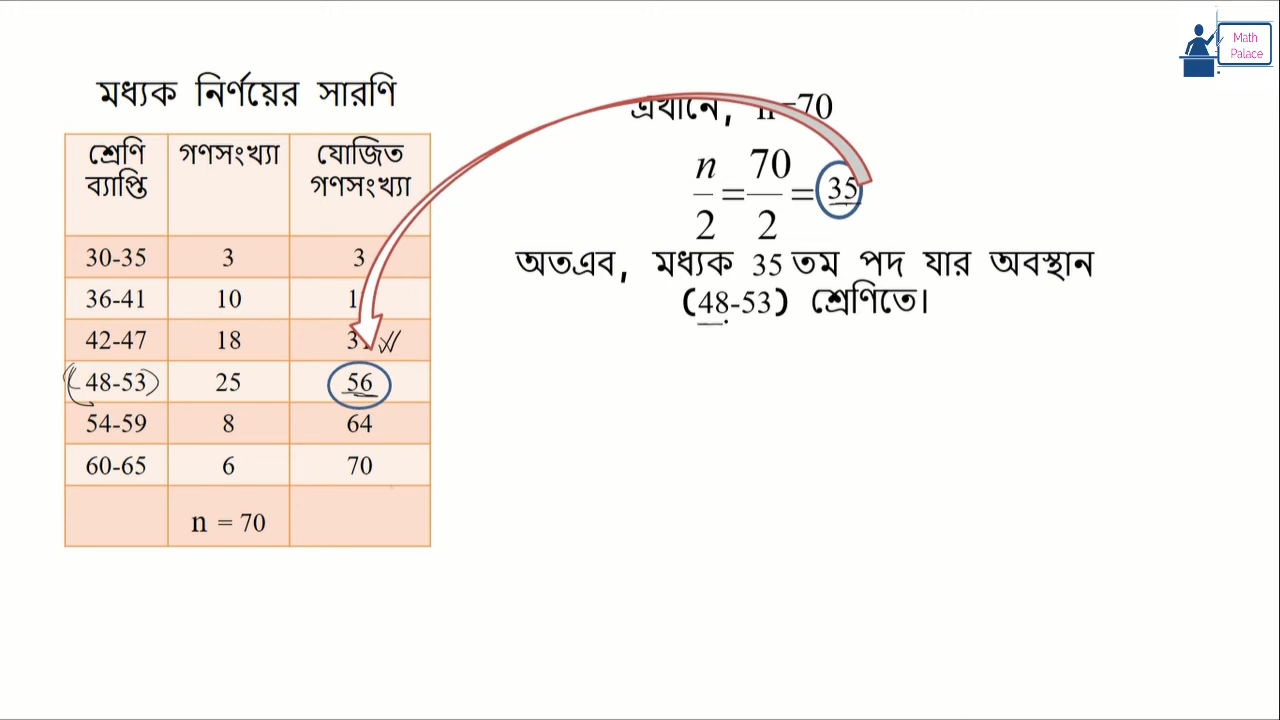 Math
Palace
মধ্যক নির্ণয়ের সারণি
শ্রেণি ব্যাপ্তি গণসংখ্যা যোজিত গণসংখ্যা
30-35 3 3
36-41 10
42-47 18
48-53 25 56
54-59 8 64
60-65 6 70
n = 70
এখানে, n=70
n/2 = 70/2 = 35
অতএব, মধ্যক 35 তম পদ যার অবস্থান
(48-53) শ্রেণিতে।